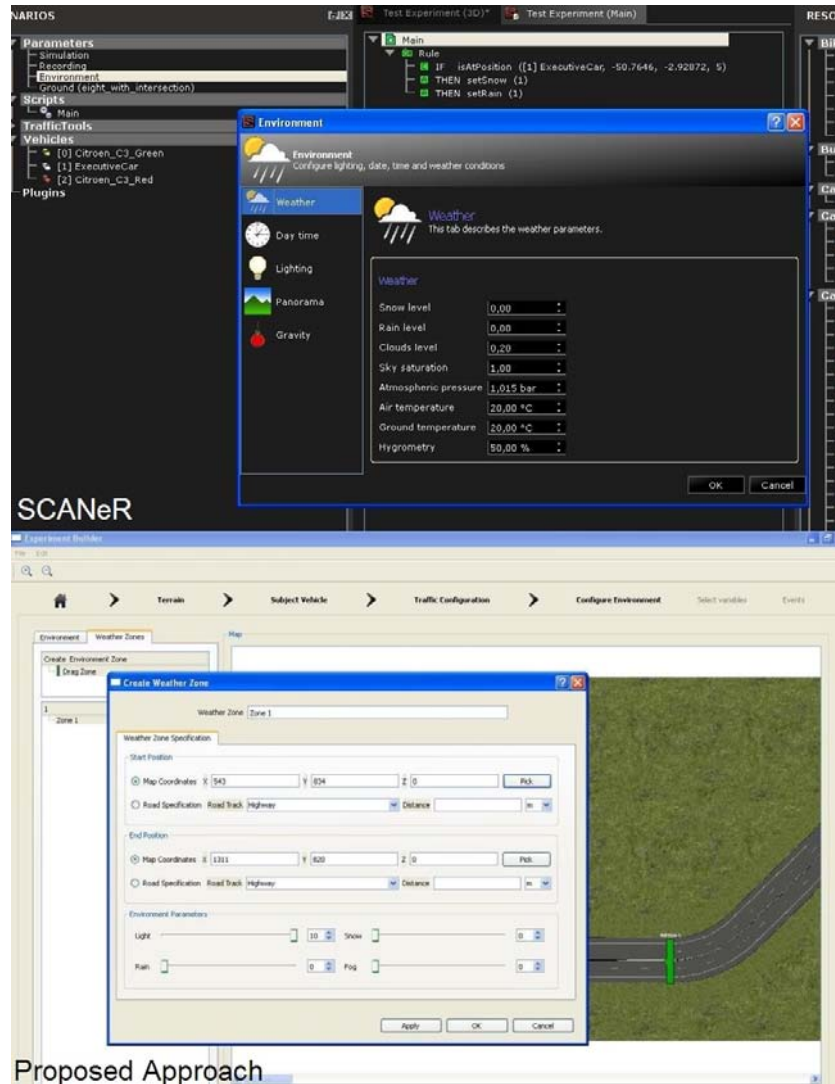 NARIOS
Test Experiment (3D)*
Test Experiment (Main)
RESO
Parameters
Simulation
Recording
Environment
Ground (eight_with_intersection)
Scripts
Main
TrafficTools
Vehicles
[0] Citroen_C3_Green
[1] ExecutiveCar
[2] Citroen_C3_Red
Plugins
Main
Rule
IF isAtPosition ([1] ExecutiveCar, -50.7646, -2.92872, 5)
THEN setSnow (1)
THEN setRain (1)
Environment
Environment
Configure lighting, date, time and weather conditions
Weather
Day time
Lighting
Panorama
Gravity
Weather
This tab describes the weather parameters.
Weather
Snow level 0,00
Rain level 0,00
Clouds level 0,20
Sky saturation 1,00
Atmospheric pressure 1,015 bar
Air temperature 20,00 °C
Ground temperature 20,00 °C
Hygrometry 50,00 %
OK Cancel
SCANeR
Experiment Builder
File Edit
Terrain Subject Vehicle Traffic Configuration Configure Environment Select variables Events
Environment Weather Zones
Map
Create Environment Zone
Drag Zone
1
Zone 1
Create Weather Zone
Weather Zone Zone 1
Weather Zone Specification
Start Position
Map Coordinates X 543 Y 834 Z 0 Pick
Road Specification Road Track Highway Distance m
End Position
Map Coordinates X 1311 Y 820 Z 0 Pick
Road Specification Road Track Highway Distance m
Environment Parameters
Light 10 Snow 0
Rain 0 Fog 0
Apply OK Cancel
Proposed Approach